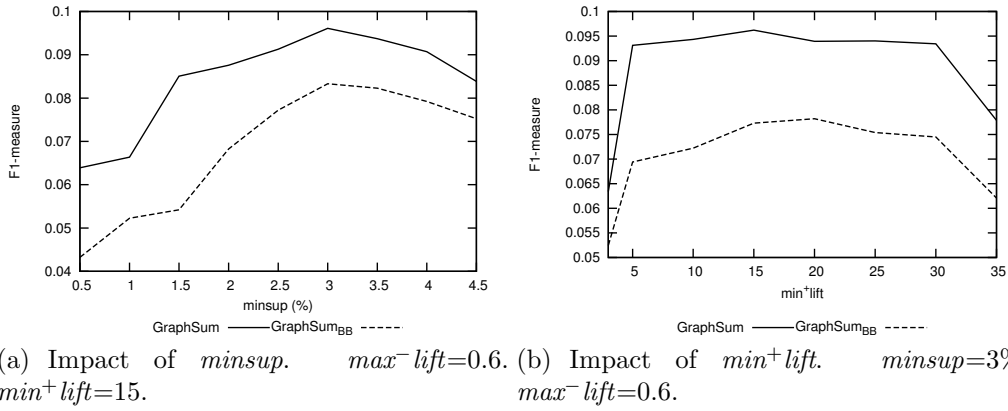 0.1
0.09
0.08
0.07
0.06
0.05
0.04
F1-measure
0.5 1 1.5 2 2.5 3 3.5 4 4.5
minsup (%)
GraphSum GraphSum_BB
(a) Impact of minsup. max⁻lift=0.6.
min⁺lift=15.
0.1
0.095
0.09
0.085
0.08
0.075
0.07
0.065
0.06
0.055
0.05
F1-measure
5 10 15 20 25 30 35
min⁺lift
GraphSum GraphSum_BB
(b) Impact of min⁺lift. minsup=3%
max⁻lift=0.6.